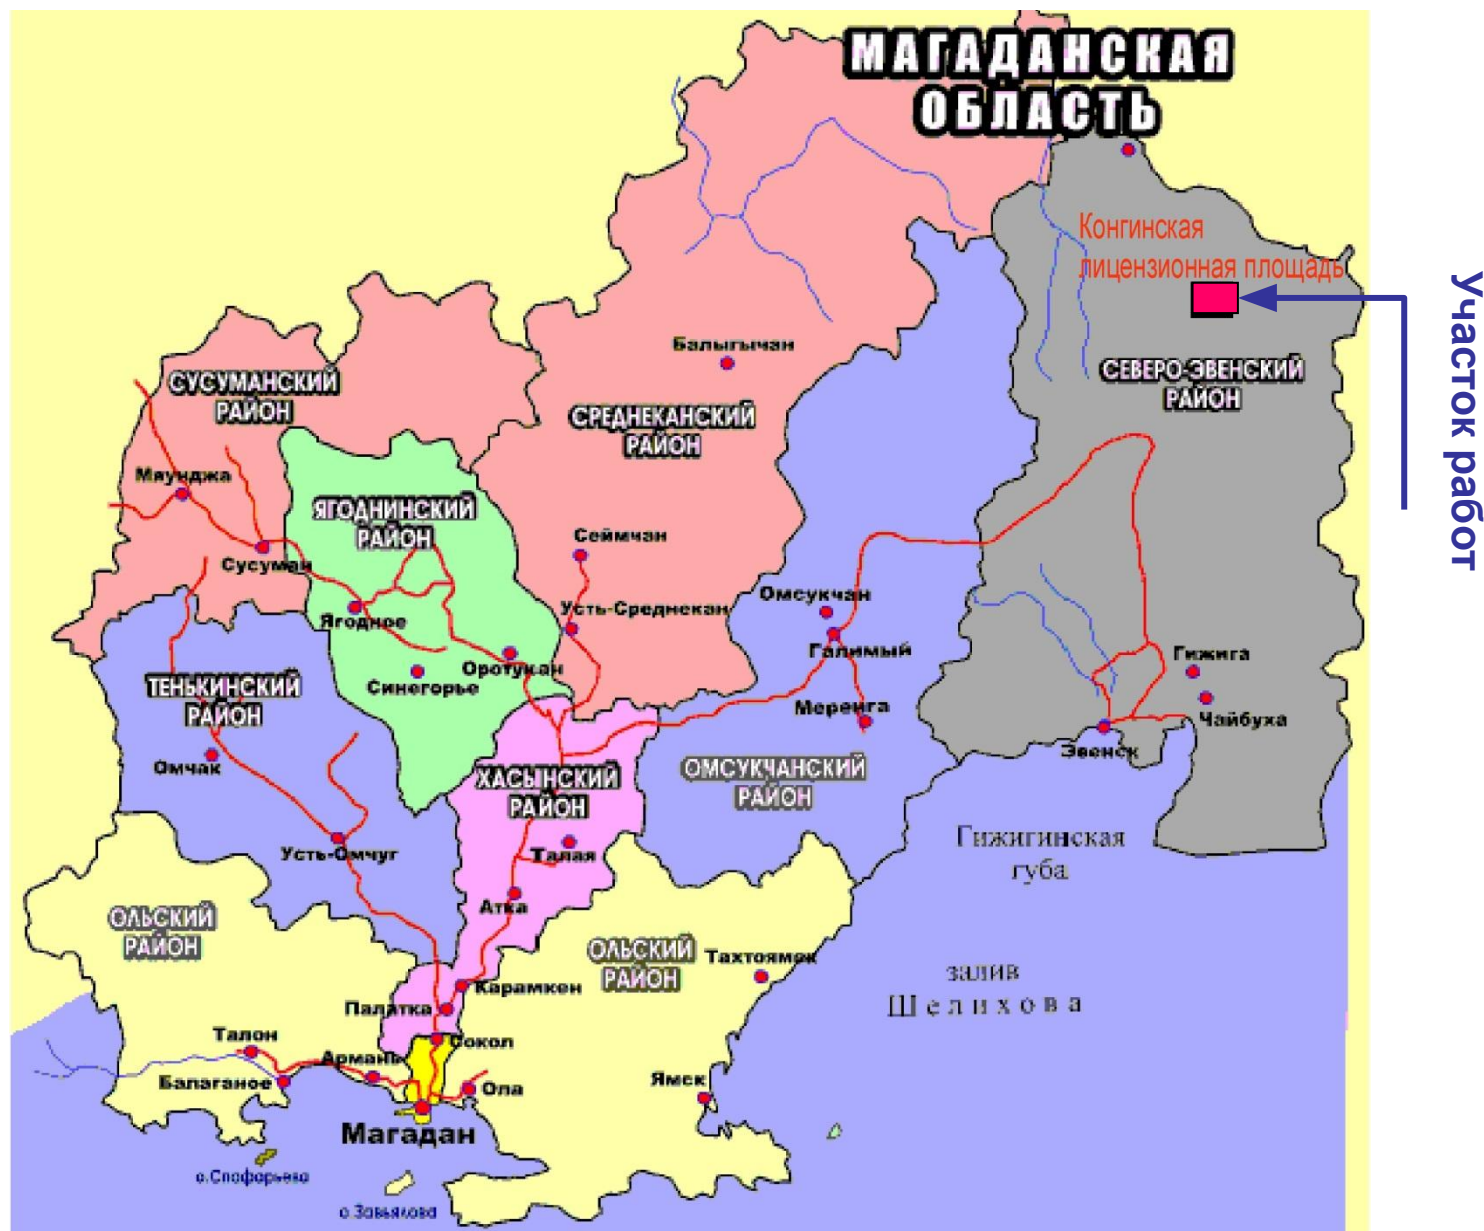 МАГАДАНСКАЯ
ОБЛАСТЬ
Конгинская
лицензионная площадь
Участок работ
Балыгычан
СУСУМАНСКИЙ
РАЙОН
СЕВЕРО-ЭВЕНСКИЙ
РАЙОН
СРЕДНЕКАНСКИЙ
РАЙОН
Мяунджа
ЯГОДНИНСКИЙ
РАЙОН
Сеймчан
Сусуман
Омсукчан
Усть-Среднекан
Ягодное
Галимый
Гижига
Оротукан
Синегорье
ТЕНЬКИНСКИЙ
РАЙОН
Меренга
Чайбуха
Эвенск
Омчак
ХАСЫНСКИЙ
РАЙОН
ОМСУКЧАНСКИЙ
РАЙОН
Гижигинская
губа
Усть-Омчуг
Талая
Атка
ОЛЬСКИЙ
РАЙОН
ОЛЬСКИЙ
РАЙОН
Тахтоямск
залив
Шелихова
Карамкен
Палатка
Талон
Сокол
Армань
Балаганое
Ола
Ямск
Магадан
о.Спафарьева
о.Завьялова